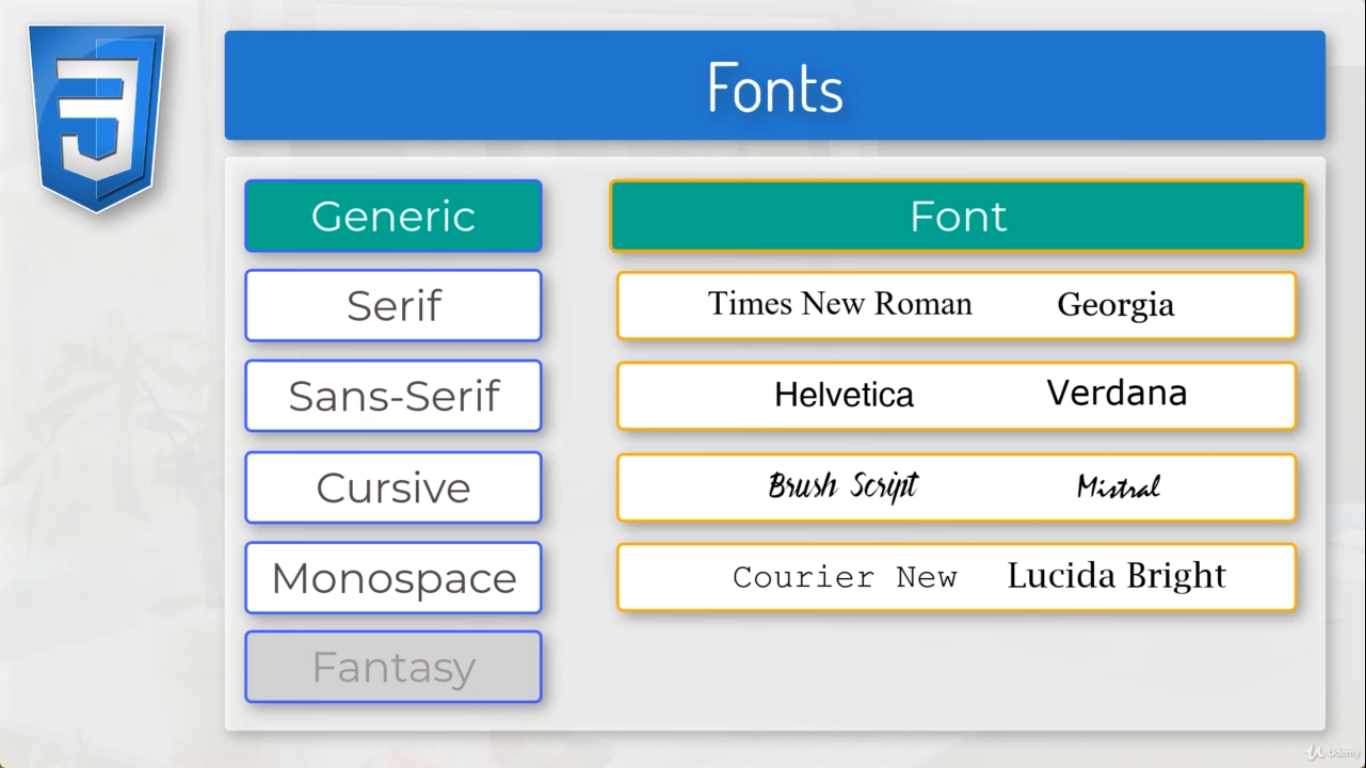 Fonts
Generic Font
Serif Times New Roman Georgia
Sans-Serif Helvetica Verdana
Cursive Brush Script Mistral
Monospace Courier New Lucida Bright
Fantasy
Udemy